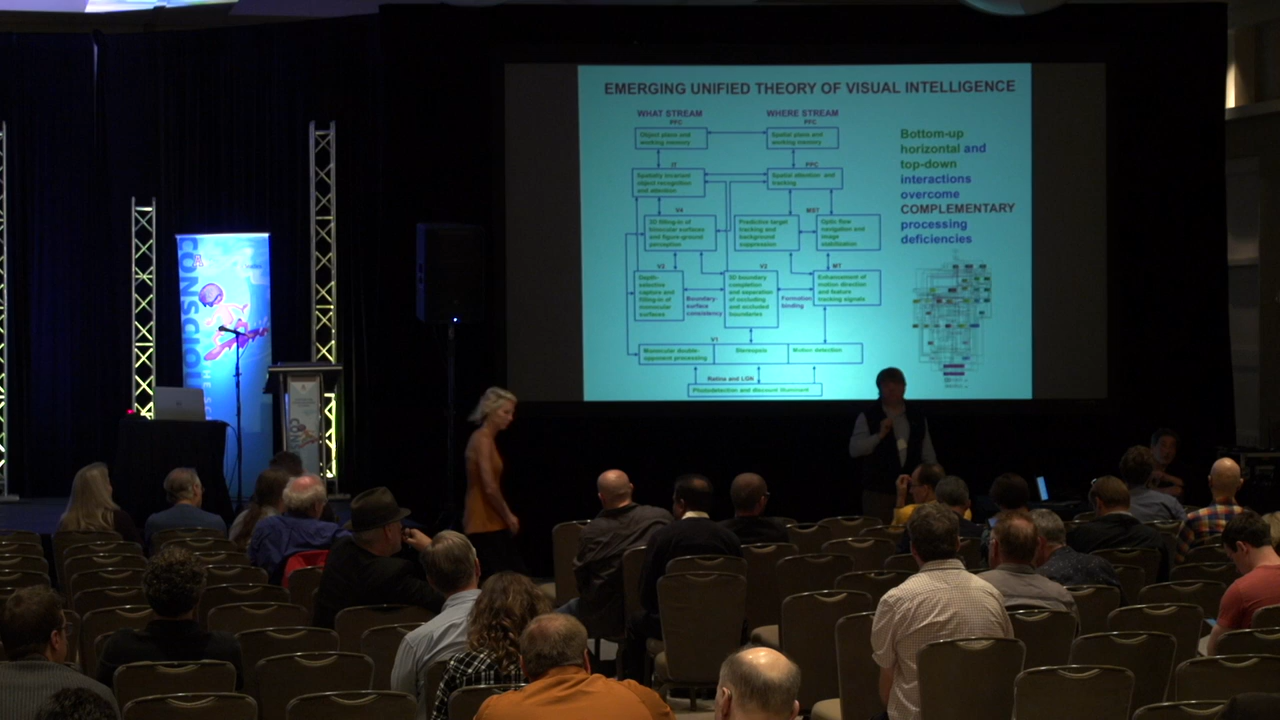 EMERGING UNIFIED THEORY OF VISUAL INTELLIGENCE
WHAT STREAM
WHERE STREAM
PFC
PFC
Object plans and
working memory
Spatial plans and
working memory
IT
PPC
Spatially invariant
object recognition
and attention
Spatial attention and
tracking
V4
MST
3D filling-in of
binocular surfaces
and figure-ground
perception
Predictive target
tracking and
background
suppression
Optic flow
navigation and
image
stabilization
V2
V2
MT
Depth-
selective
capture and
filling-in of
monocular
surfaces
Boundary-
surface
consistency
3D boundary
completion
and separation
of occluding
and occluded
boundaries
Formotion
binding
Enhancement of
motion direction
and feature
tracking signals
V1
Monocular double-
opponent processing
Stereopsis
Motion detection
Retina and LGN
Photodetection and discount illuminant
Bottom-up
horizontal and
top-down
interactions
overcome
COMPLEMENTARY
processing
deficiencies
CONSCIOU